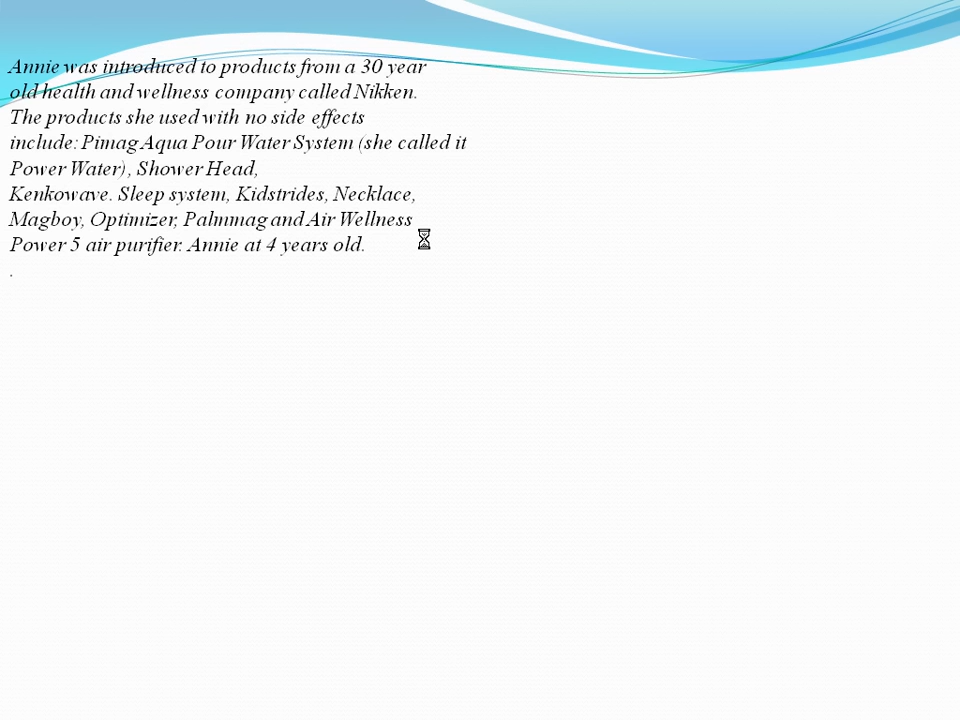 Annie was introduced to products from a 30 year
old health and wellness company called Nikken.
The products she used with no side effects
include: Pimag Aqua Pour Water System (she called it
Power Water), Shower Head,
Kenkowave. Sleep system, Kidstrides, Necklace,
Magboy, Optimizer, Palmmag and Air Wellness
Power 5 air purifier. Annie at 4 years old.
.